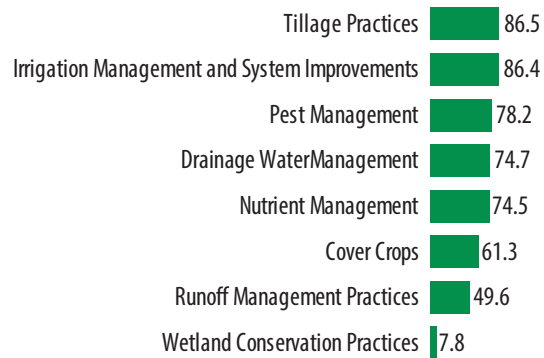 Tillage Practices 86.5
Irrigation Management and System Improvements 86.4
Pest Management 78.2
Drainage WaterManagement 74.7
Nutrient Management 74.5
Cover Crops 61.3
Runoff Management Practices 49.6
Wetland Conservation Practices 7.8